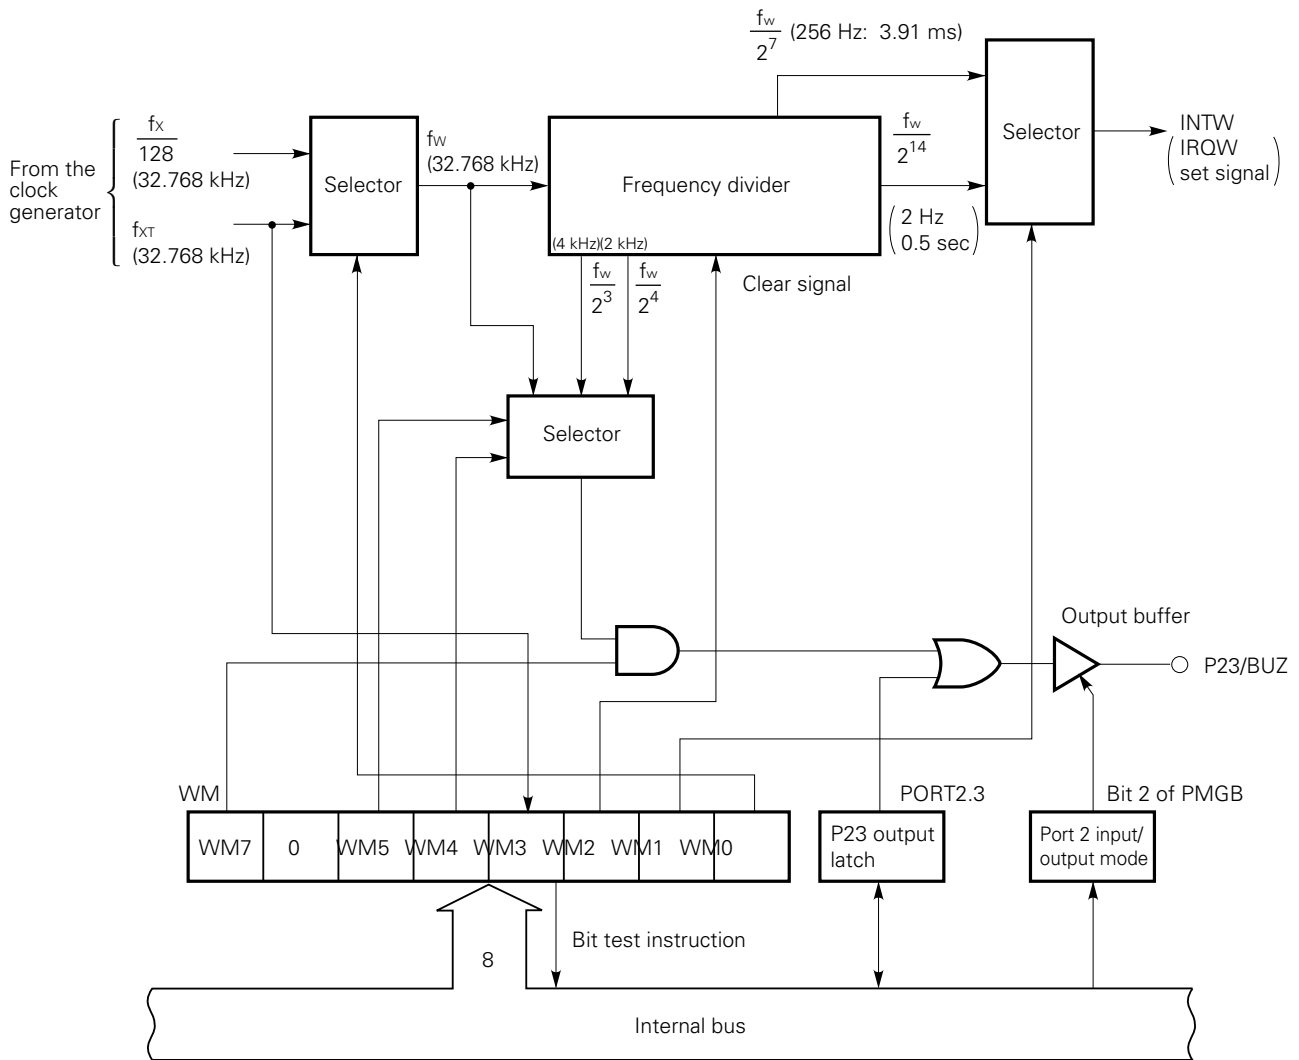 fw
2^7 (256 Hz: 3.91 ms)
fX
128
(32.768 kHz)
From the
clock
generator
fXT
(32.768 kHz)
Selector
fW
(32.768 kHz)
Frequency divider
(4 kHz)(2 kHz)
fw
2^14
(2 Hz
0.5 sec)
Selector
INTW
(IRQW
set signal)
fw
2^3
fw
2^4
Clear signal
Selector
Output buffer
P23/BUZ
WM
PORT2.3
Bit 2 of PMGB
WM7 0 WM5 WM4 WM3 WM2 WM1 WM0
P23 output
latch
Port 2 input/
output mode
8
Bit test instruction
Internal bus